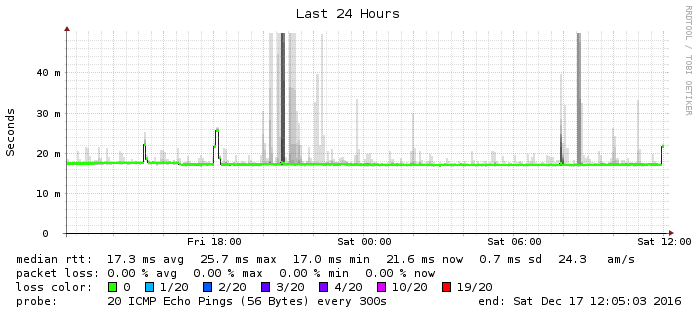 Last 24 Hours
RRDTOOL / TOBI OETIKER
Seconds
40 m
30 m
20 m
10 m
0
Fri 18:00 Sat 00:00 Sat 06:00 Sat 12:00
median rtt: 17.3 ms avg 25.7 ms max 17.0 ms min 21.6 ms now 0.7 ms sd 24.3 am/s
packet loss: 0.00 % avg 0.00 % max 0.00 % min 0.00 % now
loss color: 0 1/20 2/20 3/20 4/20 10/20 19/20
probe: 20 ICMP Echo Pings (56 Bytes) every 300s end: Sat Dec 17 12:05:03 2016